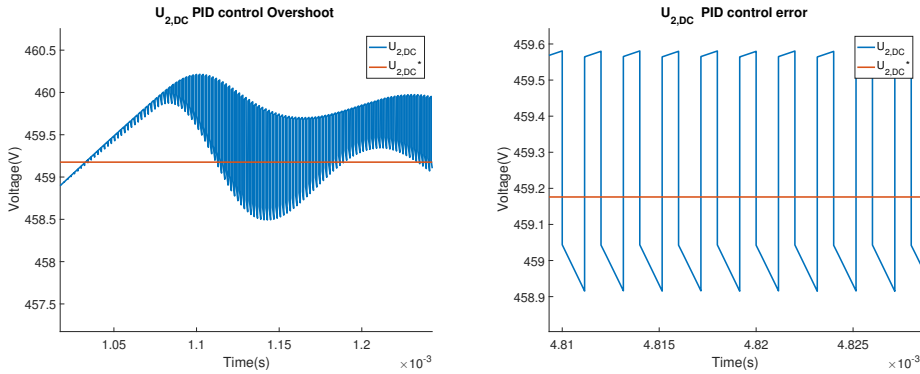 U2,DC PID control Overshoot
460.5
460
459.5
459
458.5
458
457.5
Voltage(V)
1.05
1.1
1.15
1.2
×10-3
Time(s)
U2,DC
U2,DC*
U2,DC PID control error
459.6
459.5
459.4
459.3
459.2
459.1
459
458.9
Voltage(V)
4.81
4.815
4.82
4.825
×10-3
Time(s)
U2,DC
U2,DC*